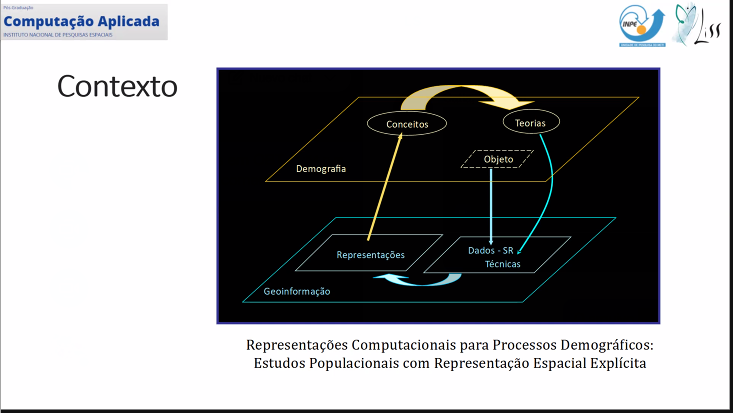 Pós-Graduação
Computação Aplicada
INSTITUTO NACIONAL DE PESQUISAS ESPACIAIS
INPE
Liss
Contexto
Conceitos
Teorias
Objeto
Demografia
Representações
Dados - SR
Técnicas
Geoinformação
Representações Computacionais para Processos Demográficos:
Estudos Populacionais com Representação Espacial Explícita